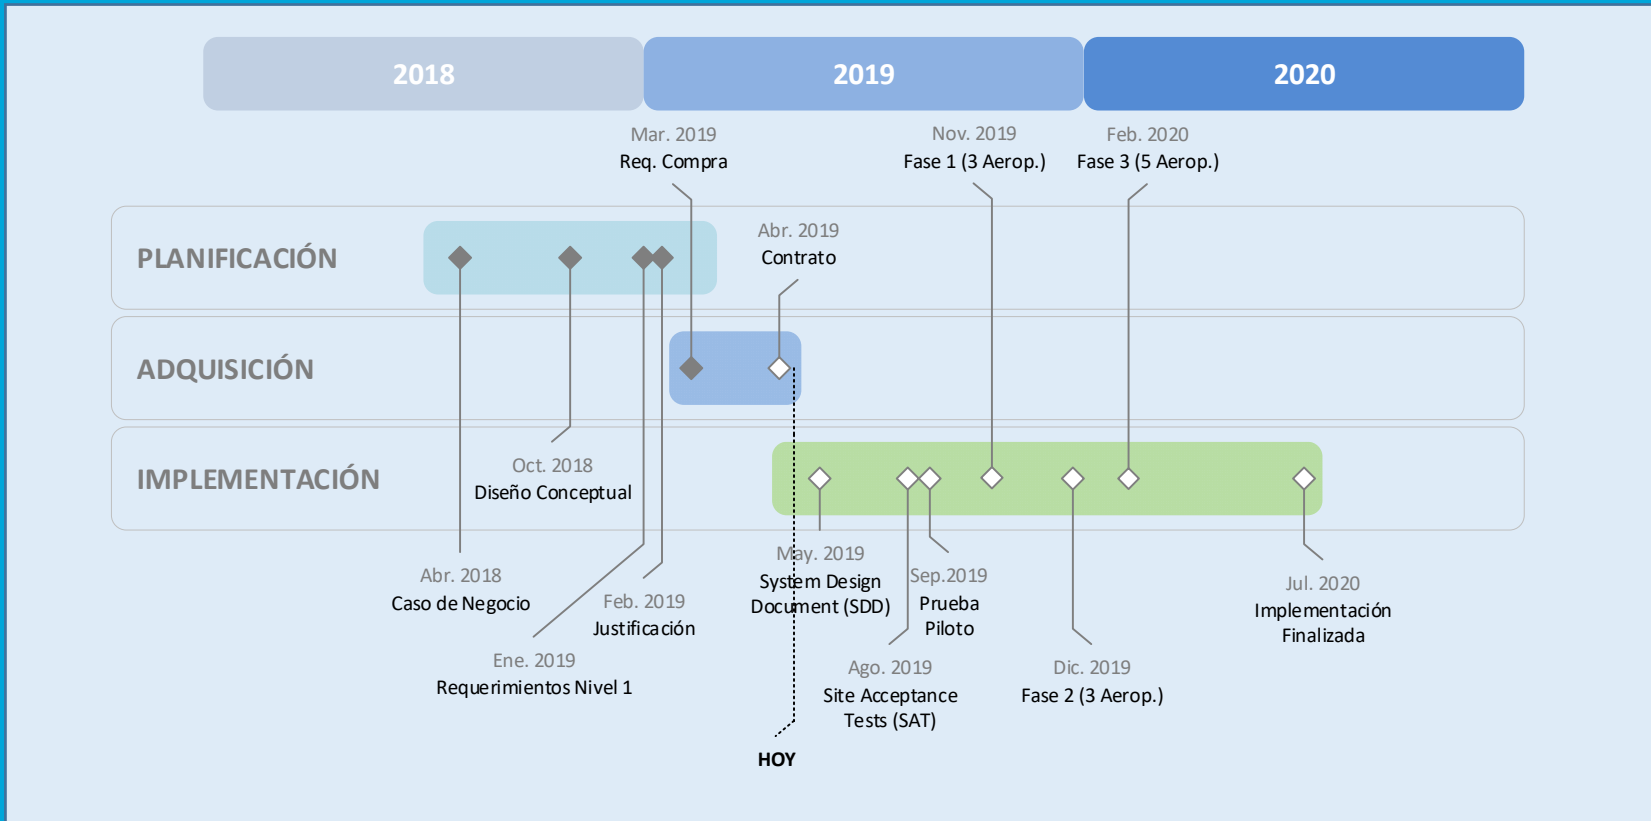 2018
2019
2020
Mar. 2019
Req. Compra
Nov. 2019
Fase 1 (3 Aerop.)
Feb. 2020
Fase 3 (5 Aerop.)
PLANIFICACIÓN
Abr. 2019
Contrato
ADQUISICIÓN
IMPLEMENTACIÓN
Oct. 2018
Diseño Conceptual
Abr. 2018
Caso de Negocio
Ene. 2019
Requerimientos Nivel 1
Feb. 2019
Justificación
May. 2019
System Design
Document (SDD)
Sep.2019
Prueba
Piloto
Ago. 2019
Site Acceptance
Tests (SAT)
Dic. 2019
Fase 2 (3 Aerop.)
Jul. 2020
Implementación
Finalizada
HOY